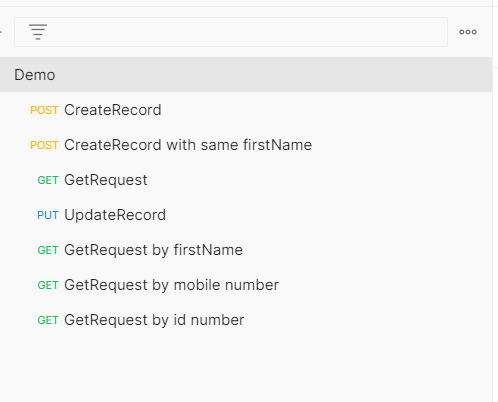 Demo
POST CreateRecord
POST CreateRecord with same firstName
GET GetRequest
PUT UpdateRecord
GET GetRequest by firstName
GET GetRequest by mobile number
GET GetRequest by id number